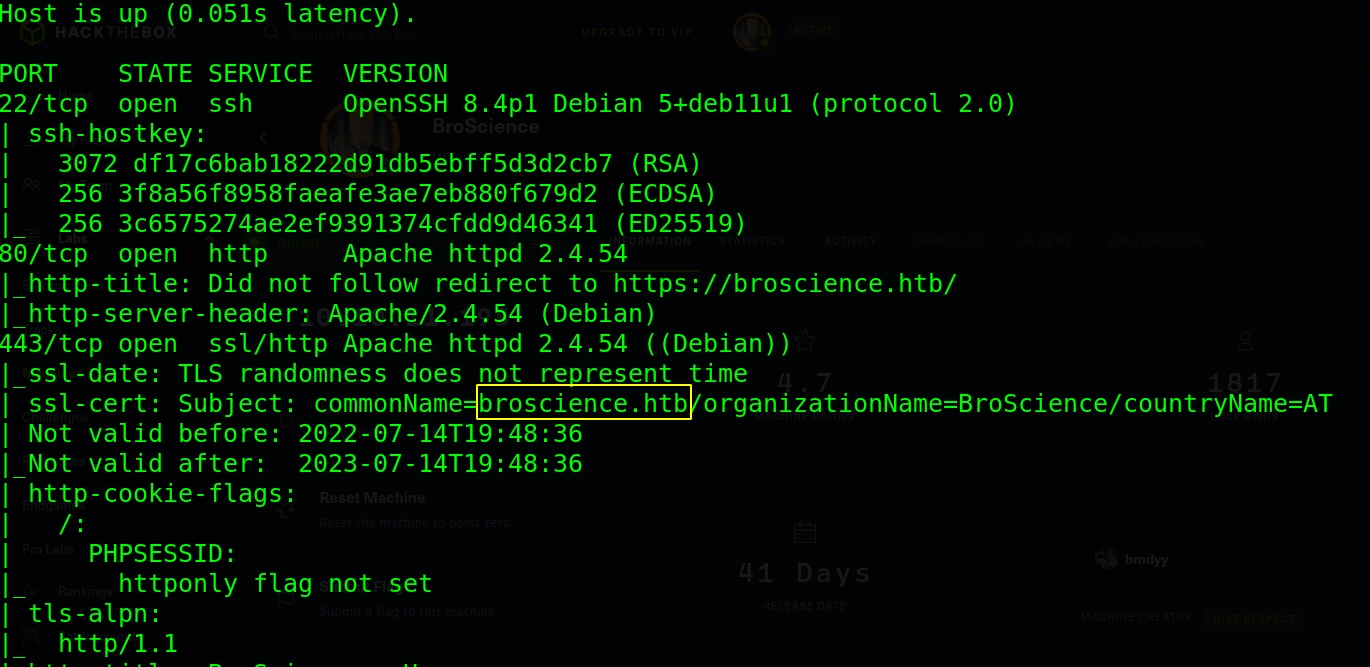 Host is up (0.051s latency).
HACKTHEBOX
Search Hack The Box
UPGRADE TO VIP
ACTIVE
PORT    STATE SERVICE  VERSION
22/tcp  open  ssh      OpenSSH 8.4p1 Debian 5+deb11u1 (protocol 2.0)
BroScience
| ssh-hostkey:
|   3072 df17c6bab18222d91db5ebff5d3d2cb7 (RSA)
|   256 3f8a56f8958faeafe3ae7eb880f679d2 (ECDSA)
|_  256 3c6575274ae2ef9391374cfdd9d46341 (ED25519)
Labs
ONLINE
INFORMATION
STATISTICS
ACTIVITY
CHANGELOG
REVIEWS
WALKTHROUGHS
80/tcp  open  http     Apache httpd 2.4.54
|_http-title: Did not follow redirect to https://broscience.htb/
|_http-server-header: Apache/2.4.54 (Debian)
443/tcp open  ssl/http Apache httpd 2.4.54 ((Debian))
|_ssl-date: TLS randomness does not represent time
4.7
1817
| ssl-cert: Subject: commonName=broscience.htb/organizationName=BroScience/countryName=AT
| Not valid before: 2022-07-14T19:48:36
|_Not valid after:  2023-07-14T19:48:36
| http-cookie-flags:
Reset Machine
Reset the machine to point zero.
|   /:
|     PHPSESSID:
Pro Labs
bmdyy
41 Days
|_      httponly flag not set
Rankings
RELEASE DATE
Submit a flag to this machine.
MACHINE CREATOR
GIVE RESPECT
| tls-alpn:
|_  http/1.1